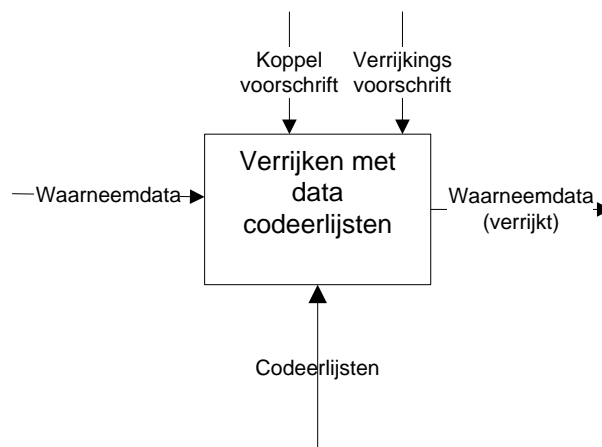 Koppel
voorschrift
Verrijkings
voorschrift
Verrijken met
data
codeerlijsten
Waarneemdata
Waarneemdata
(verrijkt)
Codeerlijsten